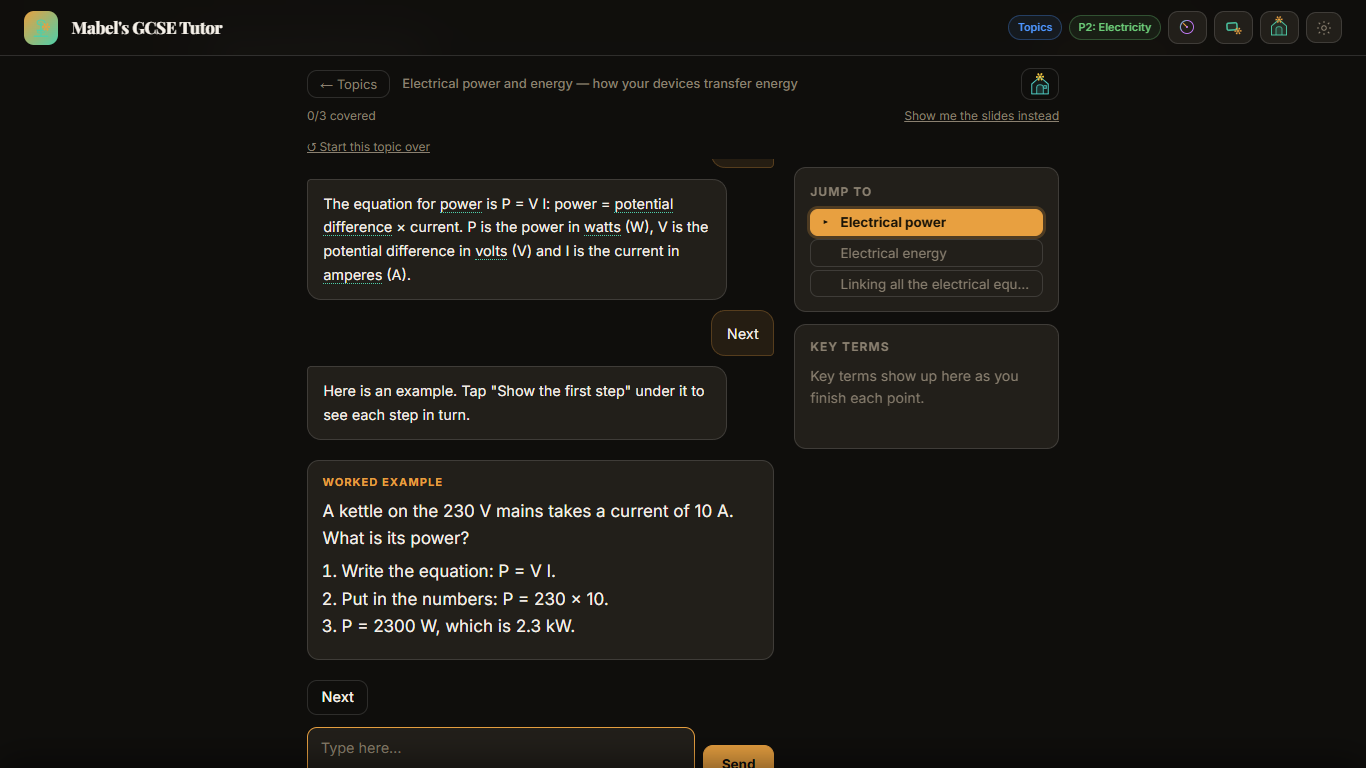 Mabel's GCSE Tutor
Topics
P2: Electricity
← Topics
Electrical power and energy — how your devices transfer energy
0/3 covered
Show me the slides instead
↺ Start this topic over
The equation for power is P = V I: power = potential
difference × current. P is the power in watts (W), V is the
potential difference in volts (V) and I is the current in
amperes (A).
Next
Here is an example. Tap "Show the first step" under it to
see each step in turn.
WORKED EXAMPLE
A kettle on the 230 V mains takes a current of 10 A.
What is its power?
1. Write the equation: P = V I.
2. Put in the numbers: P = 230 × 10.
3. P = 2300 W, which is 2.3 kW.
Next
Type here...
Send
JUMP TO
‣ Electrical power
Electrical energy
Linking all the electrical equ...
KEY TERMS
Key terms show up here as you
finish each point.